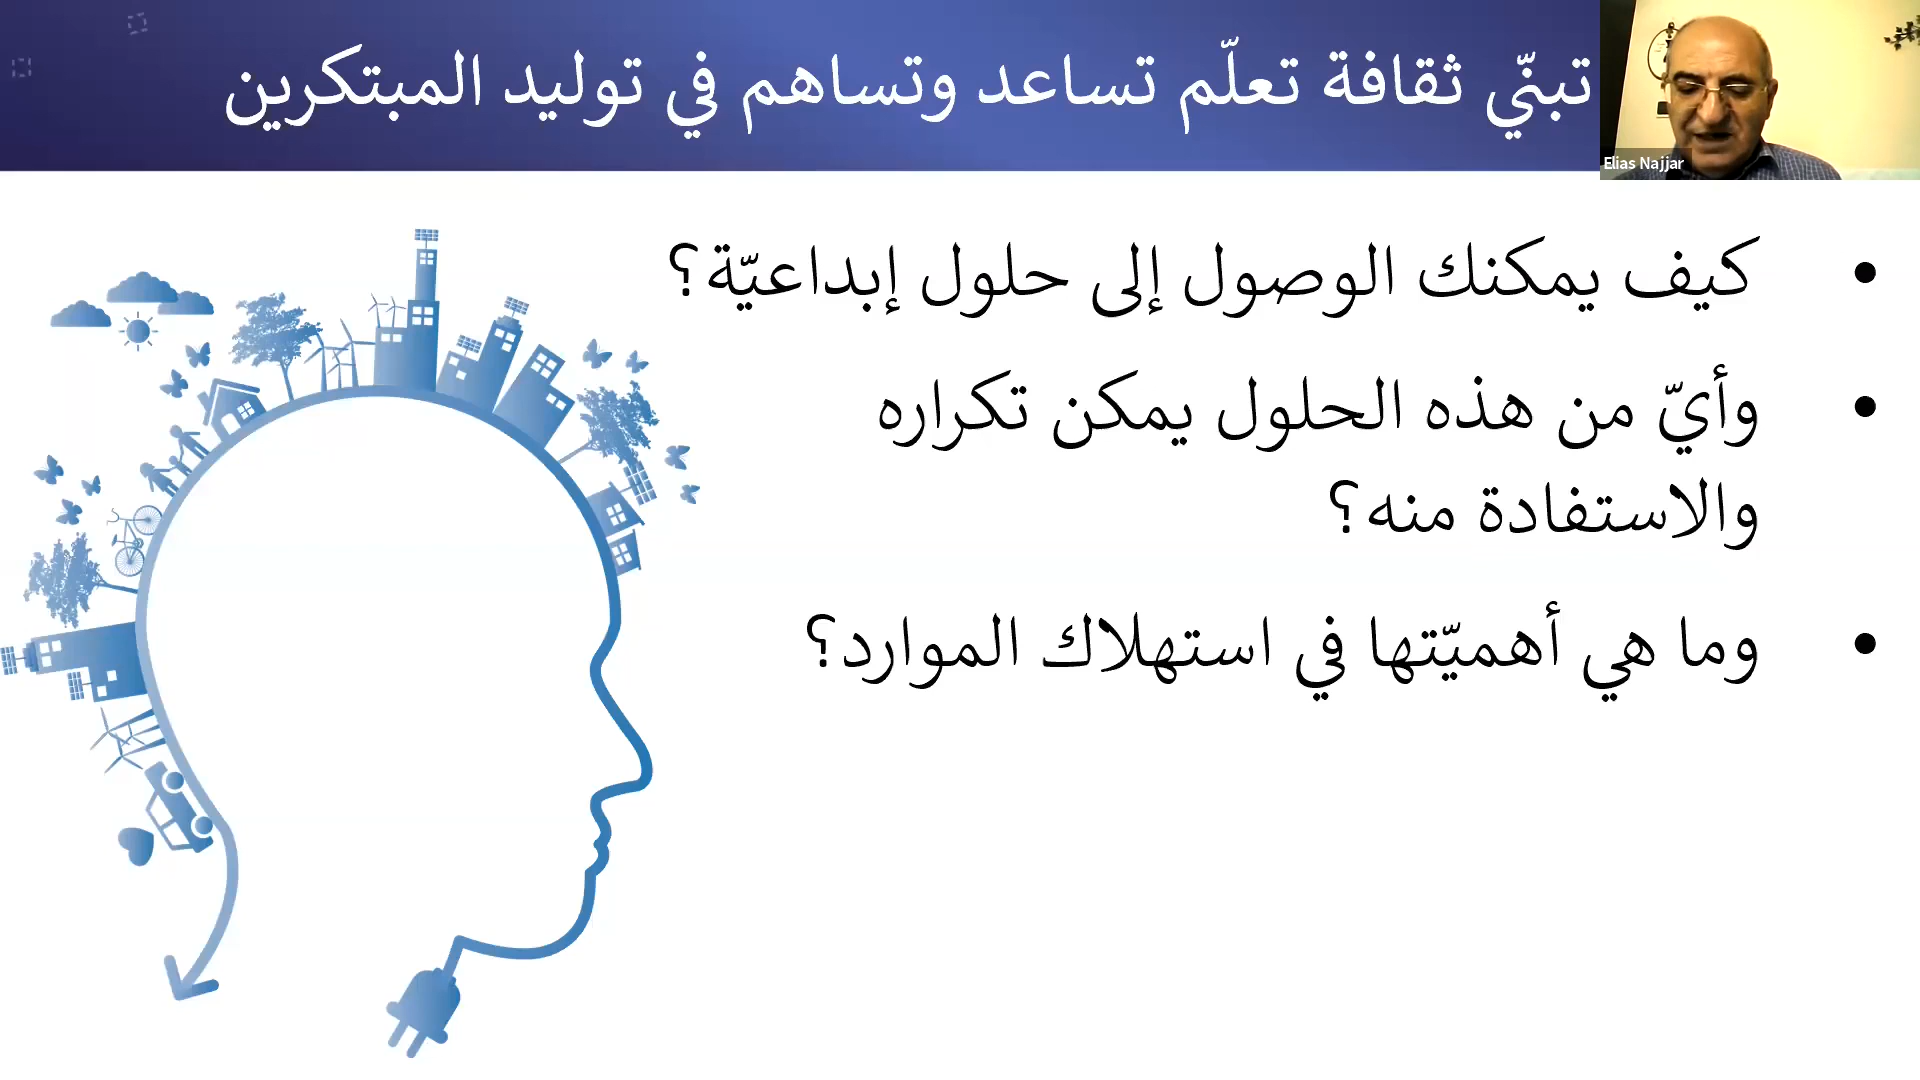 تبنّي ثقافة تعلّم تساعد وتساهم في توليد المبتكرين
Elias Najjar
• كيف يمكنك الوصول إلى حلول إبداعيّة؟
• وأيّ من هذه الحلول يمكن تكراره
والاستفادة منه؟
• وما هي أهميّتها في استهلاك الموارد؟